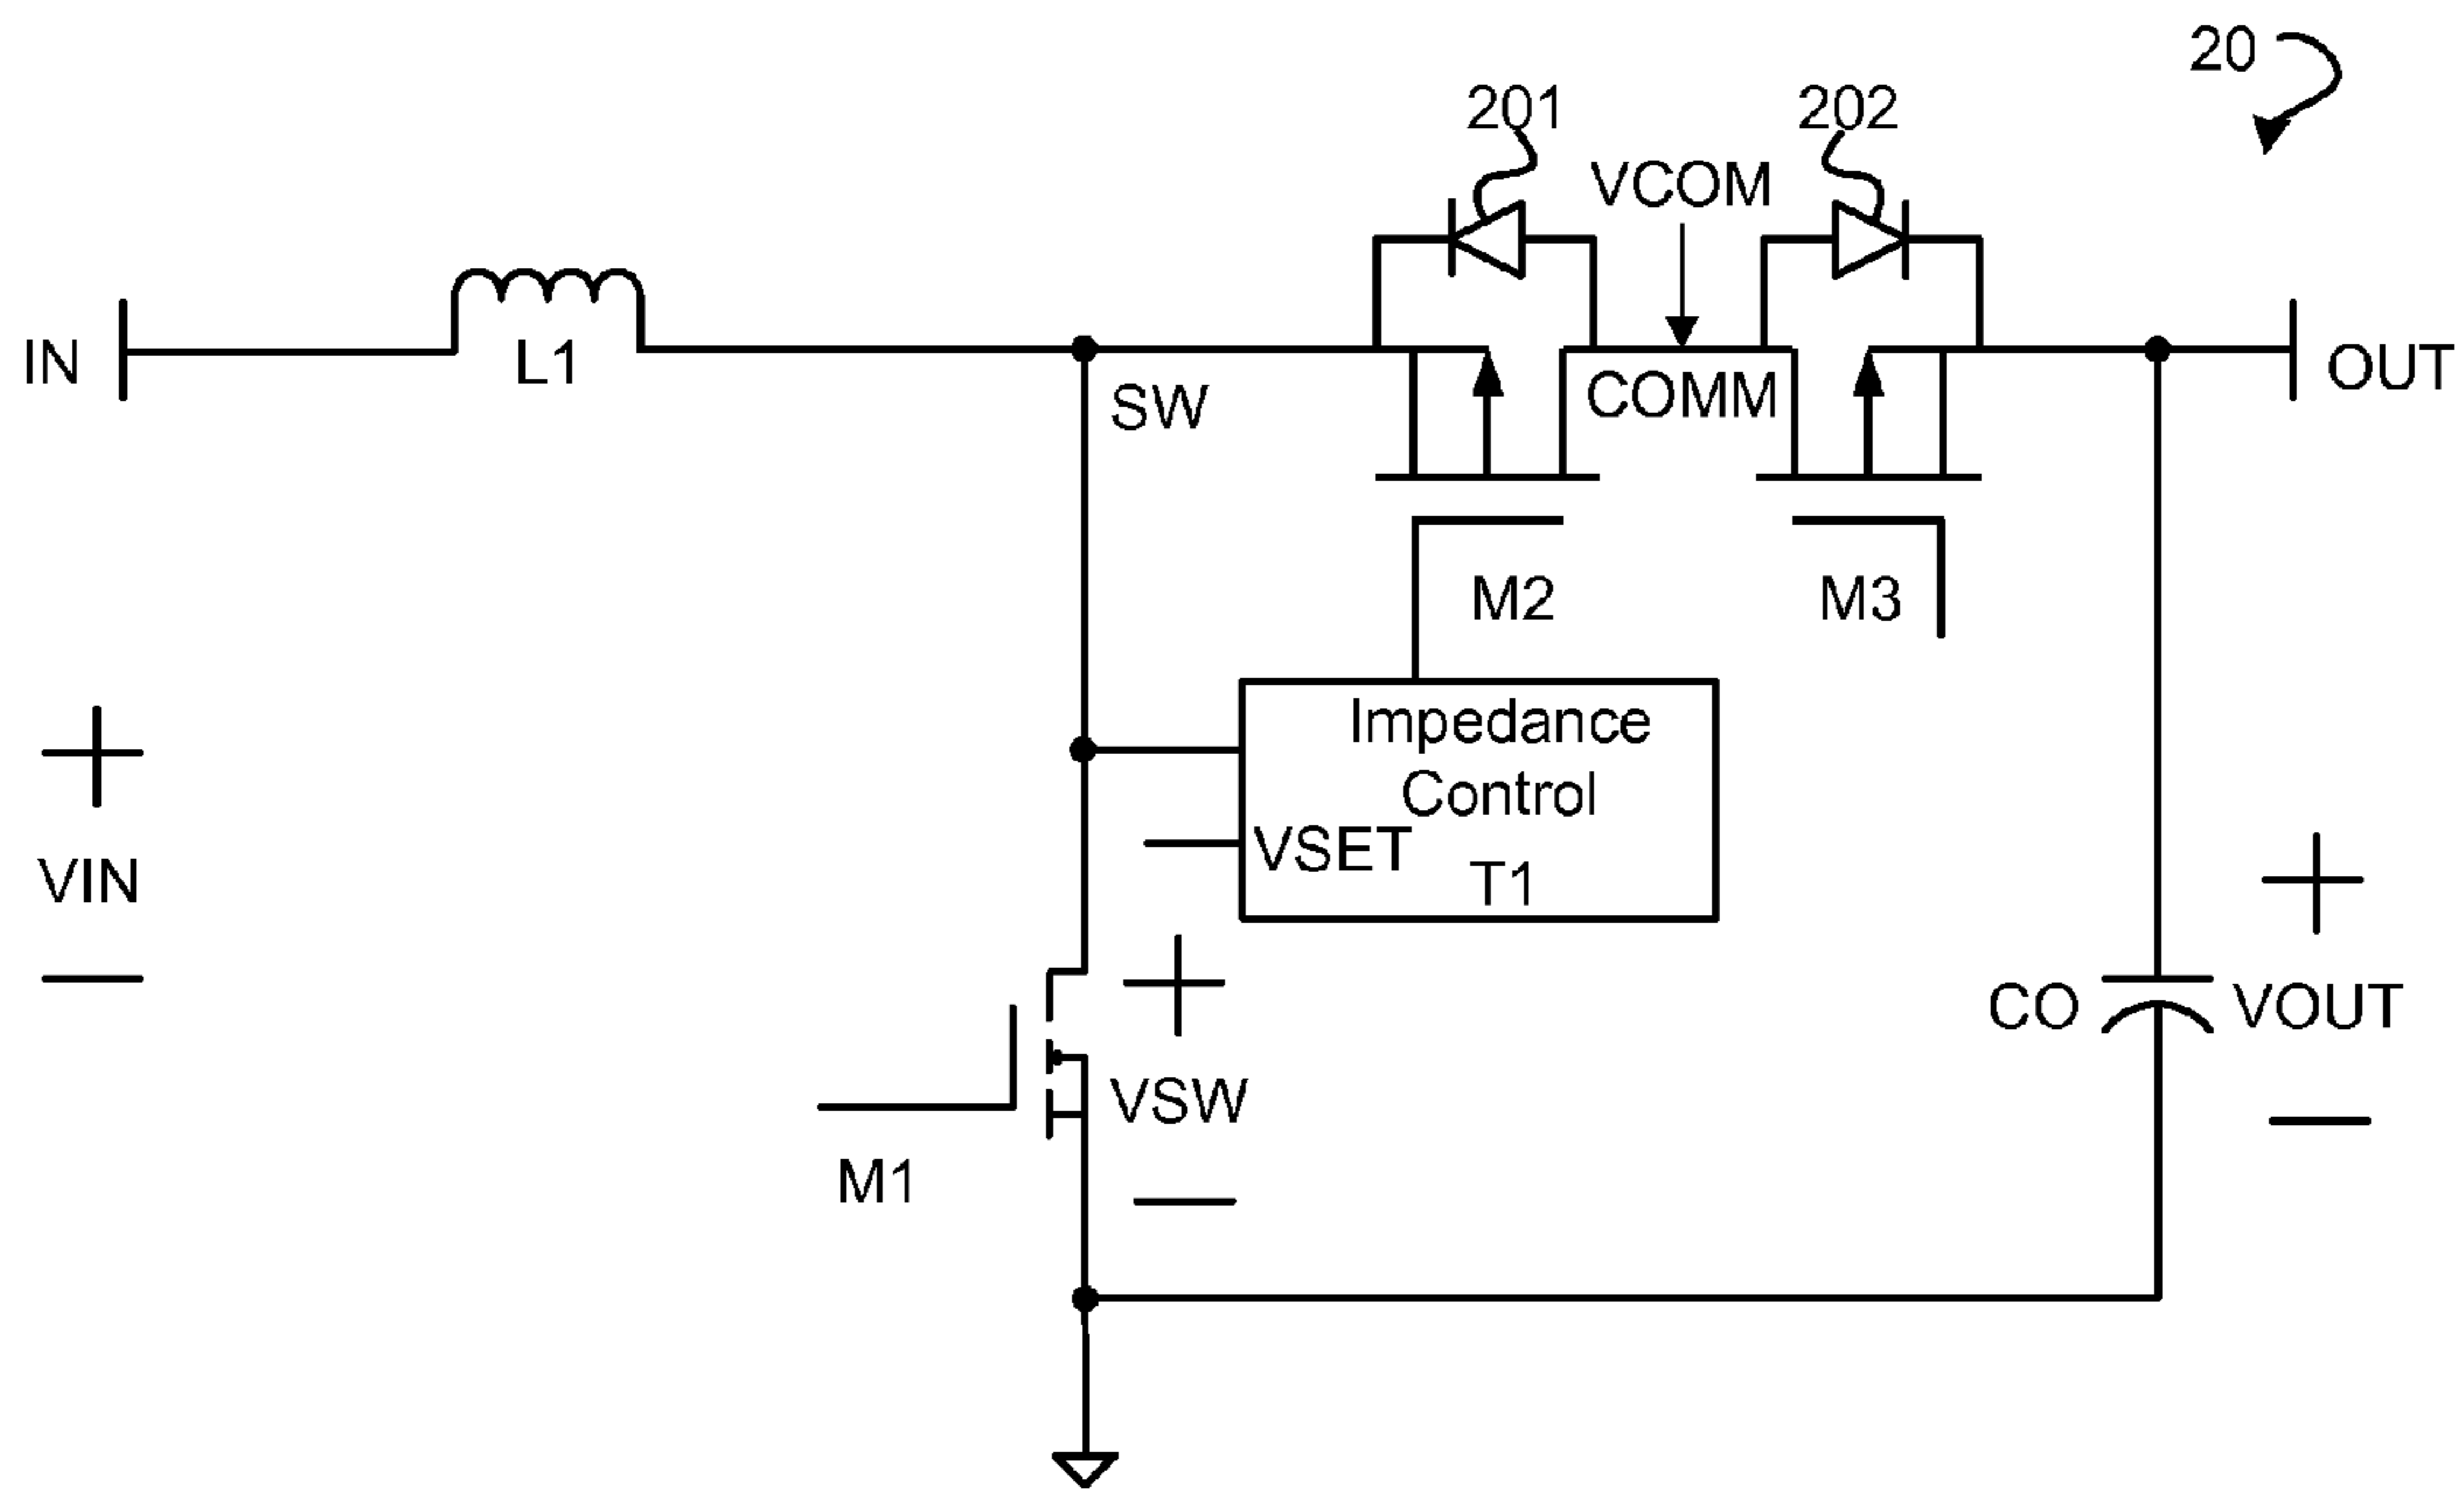 20
201
202
VCOM
IN
L1
SW
COMM
OUT
M2
M3
Impedance
Control
VSET
T1
VIN
CO
VOUT
VSW
M1